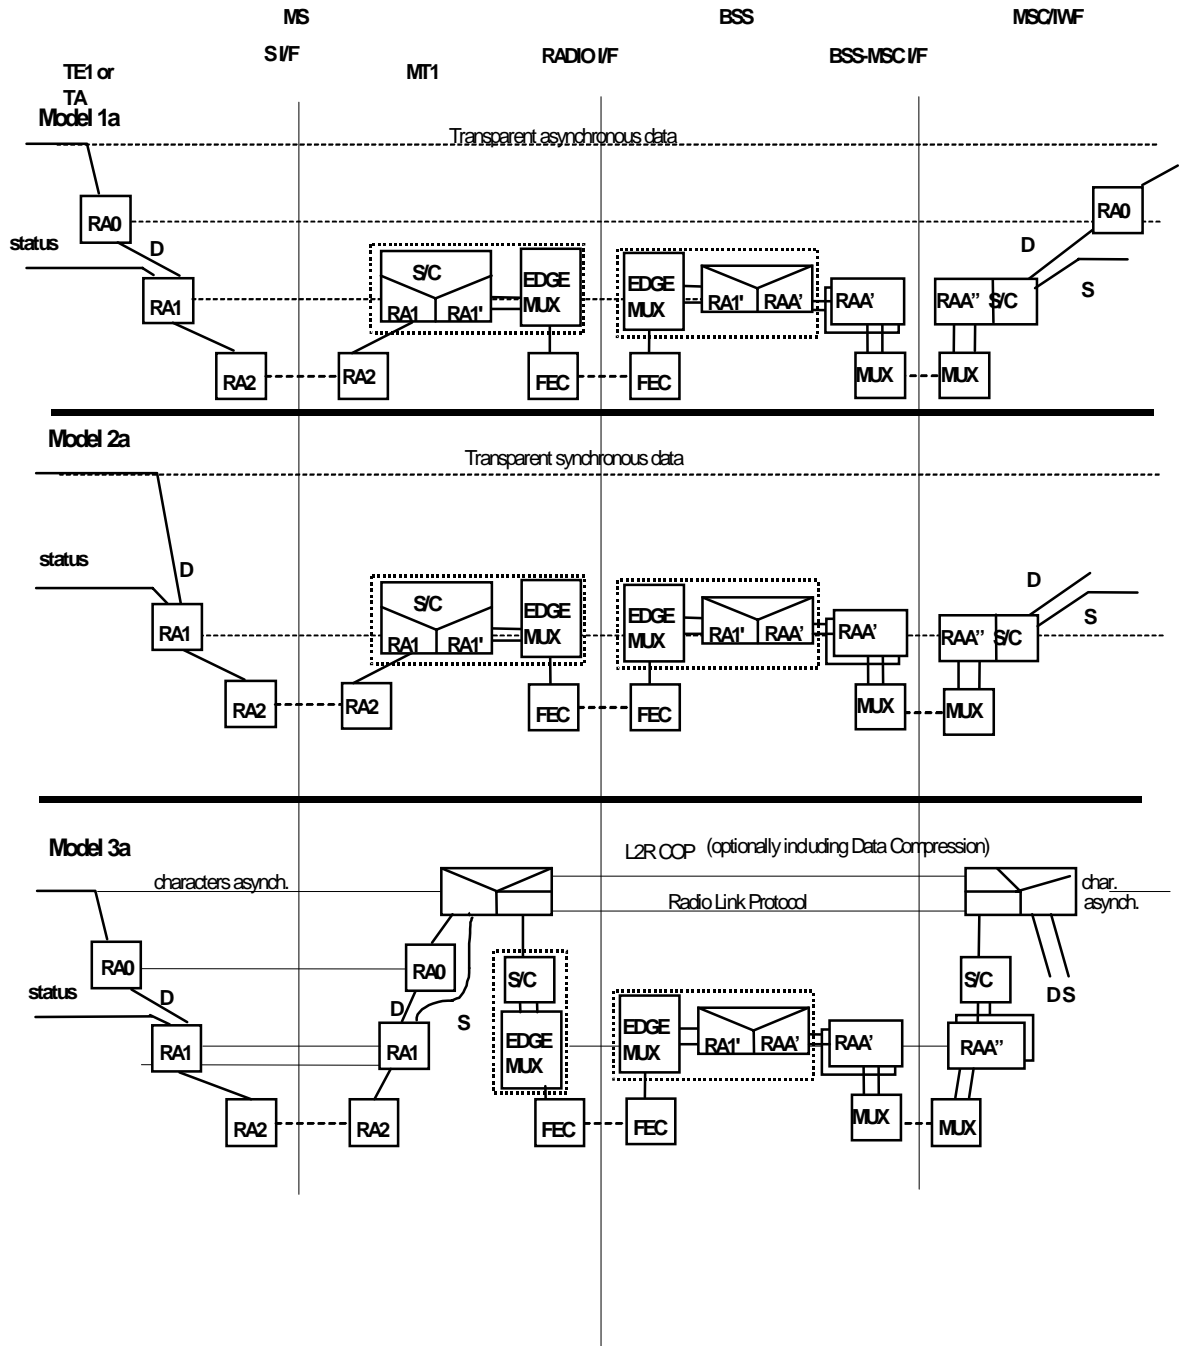 MS BSS MSC/IWF
S I/F RADIO I/F BSS-MSC I/F
TE1 or MT1
TA
Model 1a
Transparent asynchronous data
RA0 RA0
status D D
S/C EDGE MUX EDGE MUX S
RA1 RA1 RA1' RA1' RAA' RAA' RAA'' S/C
RA2 RA2 FEC FEC MUX MUX
Model 2a
Transparent synchronous data
status D D
S/C EDGE MUX EDGE MUX S
RA1 RA1 RA1' RA1' RAA' RAA' RAA'' S/C
RA2 RA2 FEC FEC MUX MUX
Model 3a L2R COP (optionally including Data Compression)
characters asynch. char.
Radio Link Protocol asynch.
RA0 RA0 S/C S/C
status D D S D S
RA1 RA1 EDGE MUX EDGE MUX RA1' RAA' RAA' RAA''
RA2 RA2 FEC FEC MUX MUX